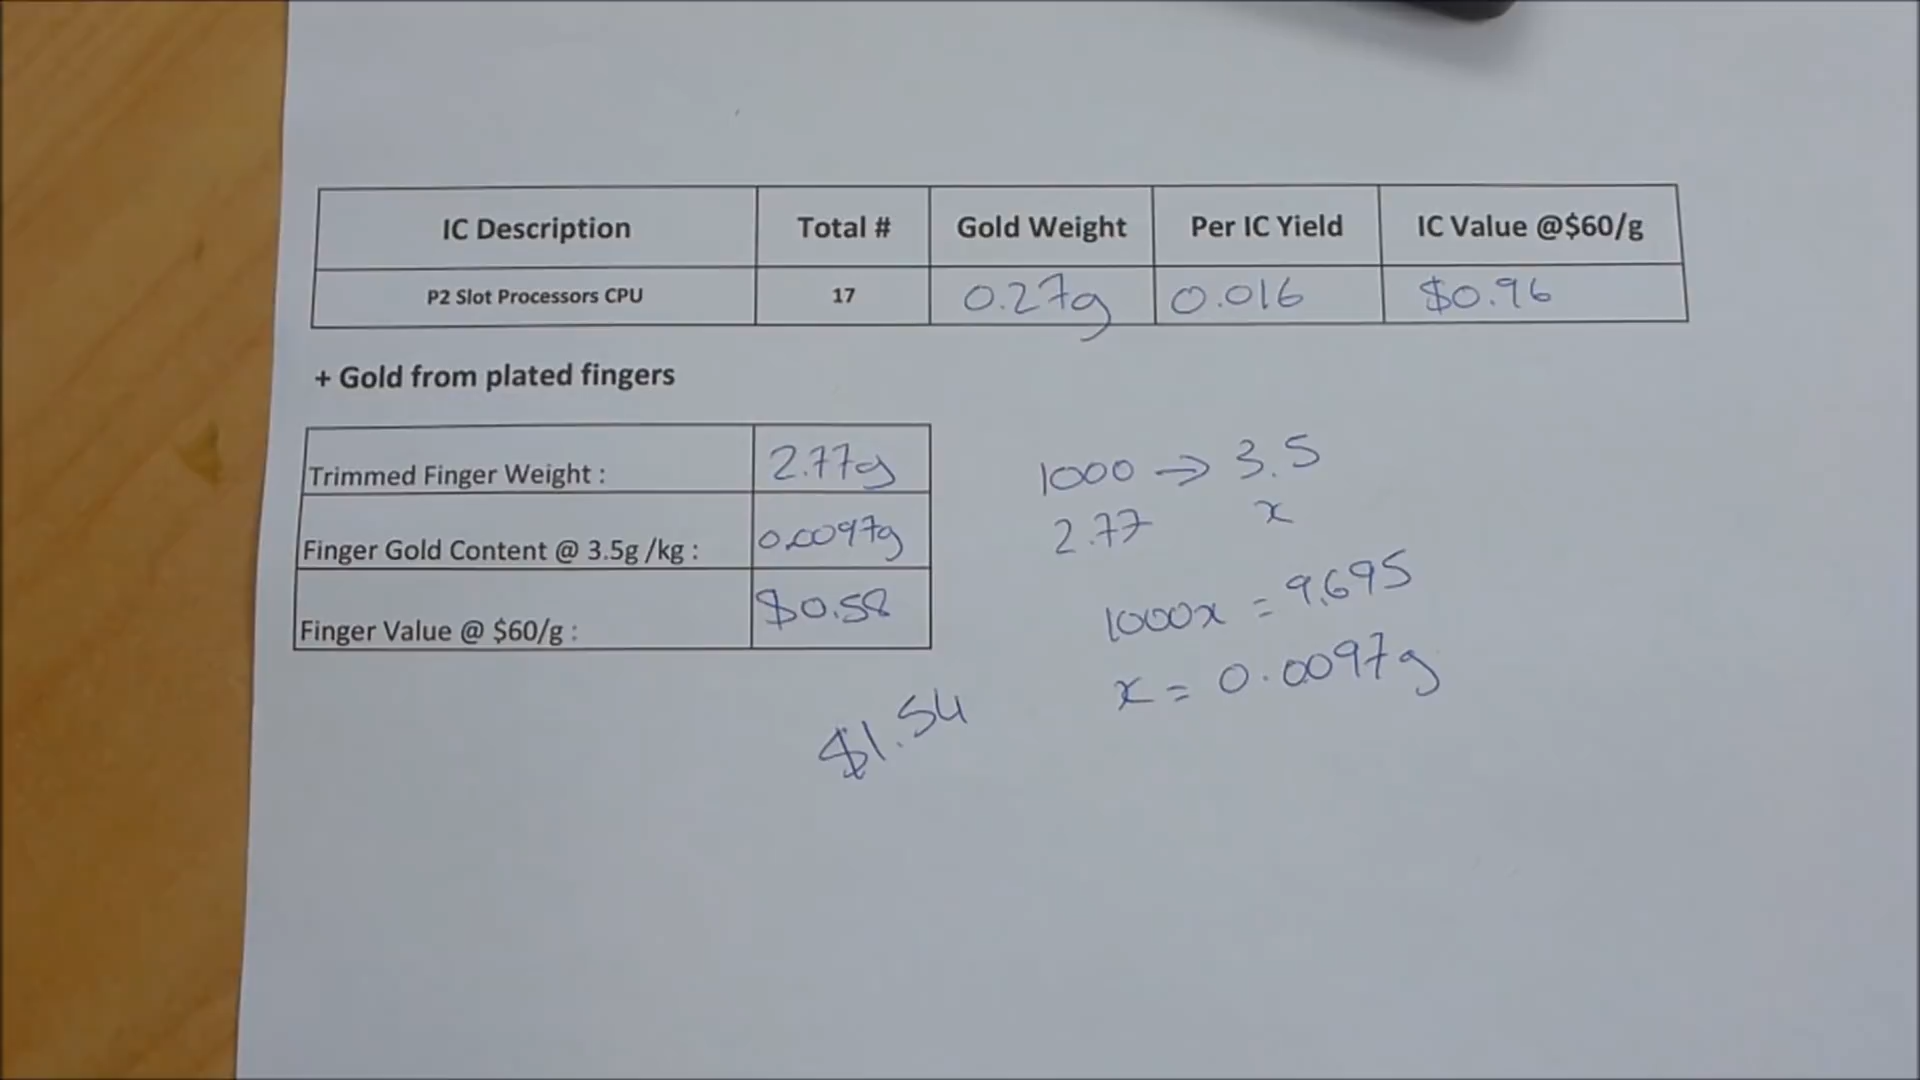 IC Description Total # Gold Weight Per IC Yield IC Value @$60/g
P2 Slot Processors CPU 17 0.27g 0.016 $0.96
+ Gold from plated fingers
Trimmed Finger Weight : 2.77g
Finger Gold Content @ 3.5g /kg : 0.0097g
Finger Value @ $60/g : $0.58
1000 → 3.5
2.77 x
1000x = 9.695
x = 0.0097g
$1.54